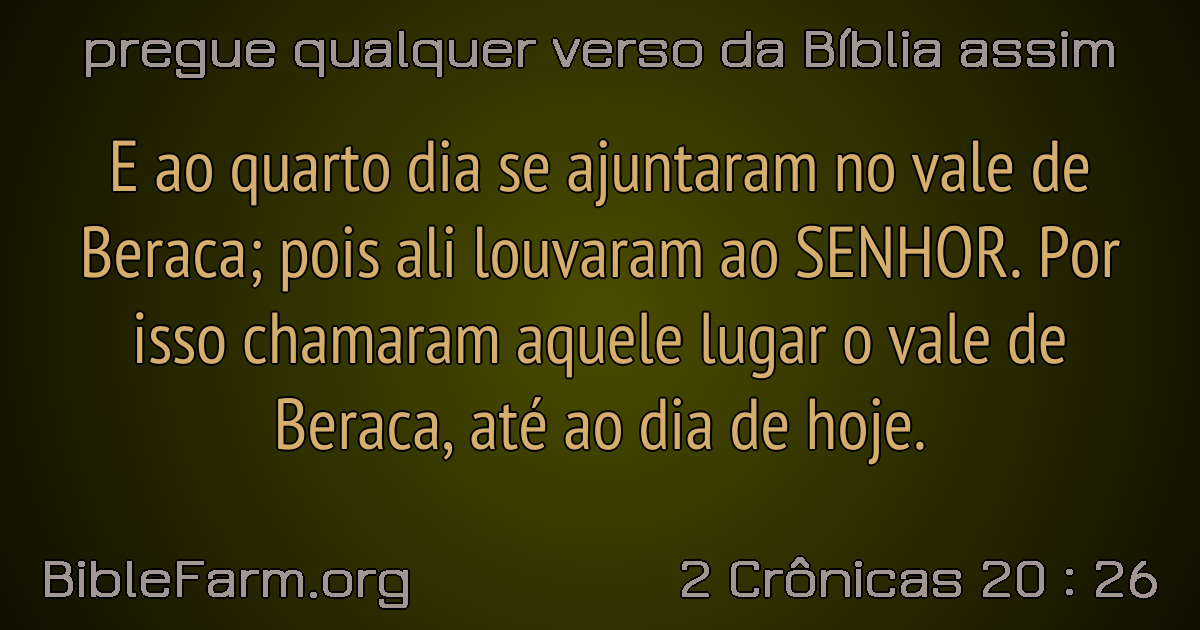 pregue qualquer verso da Bíblia assim
E ao quarto dia se ajuntaram no vale de
Beraca; pois ali louvaram ao SENHOR. Por
isso chamaram aquele lugar o vale de
Beraca, até ao dia de hoje.
BibleFarm.org
2 Crônicas 20 : 26